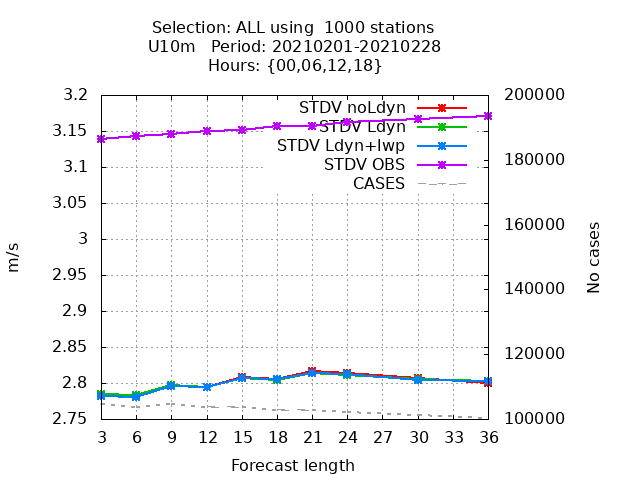 Selection: ALL using  1000 stations
U10m   Period: 20210201-20210228
Hours: {00,06,12,18}
STDV noLdyn
STDV Ldyn
STDV Ldyn+lwp
STDV OBS
CASES
3.2
3.15
3.1
3.05
3
2.95
2.9
2.85
2.8
2.75
m/s
200000
180000
160000
140000
120000
100000
No cases
3 6 9 12 15 18 21 24 27 30 33 36
Forecast length